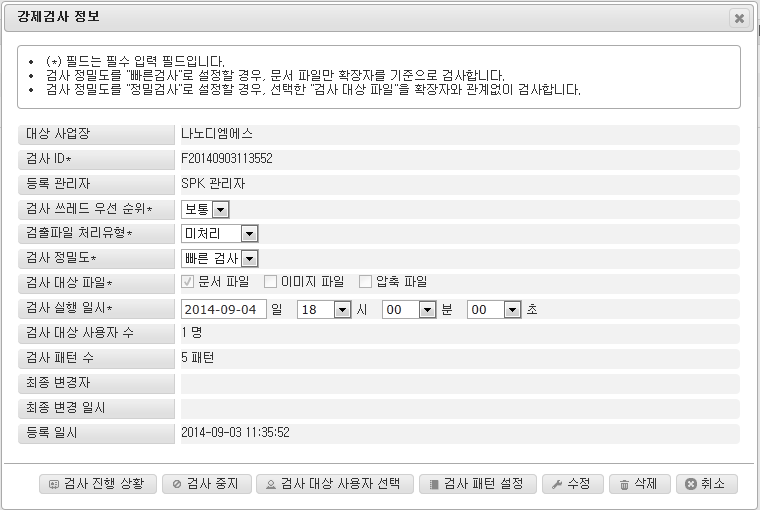 강제검사 정보
• (*) 필드는 필수 입력 필드입니다.
• 검사 정밀도를 "빠른검사"로 설정할 경우, 문서 파일만 확장자를 기준으로 검사합니다.
• 검사 정밀도를 "정밀검사"로 설정할 경우, 선택한 "검사 대상 파일"을 확장자와 관계없이 검사합니다.
대상 사업장 나노디엠에스
검사 ID* F20140903113552
등록 관리자 SPK 관리자
검사 쓰레드 우선 순위* 보통
검출파일 처리유형* 미처리
검사 정밀도* 빠른 검사
검사 대상 파일* 문서 파일 이미지 파일 압축 파일
검사 실행 일시* 2014-09-04 일 18 시 00 분 00 초
검사 대상 사용자 수 1 명
검사 패턴 수 5 패턴
최종 변경자
최종 변경 일시
등록 일시 2014-09-03 11:35:52
검사 진행 상황 검사 중지 검사 대상 사용자 선택 검사 패턴 설정 수정 삭제 취소